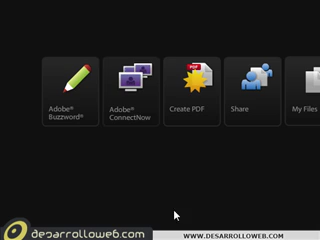 PDF
Adobe®
Buzzword®
Adobe®
ConnectNow
Create PDF
Share
My Files
desarrolloweb.com
WWW.DESARROLLOWEB.COM